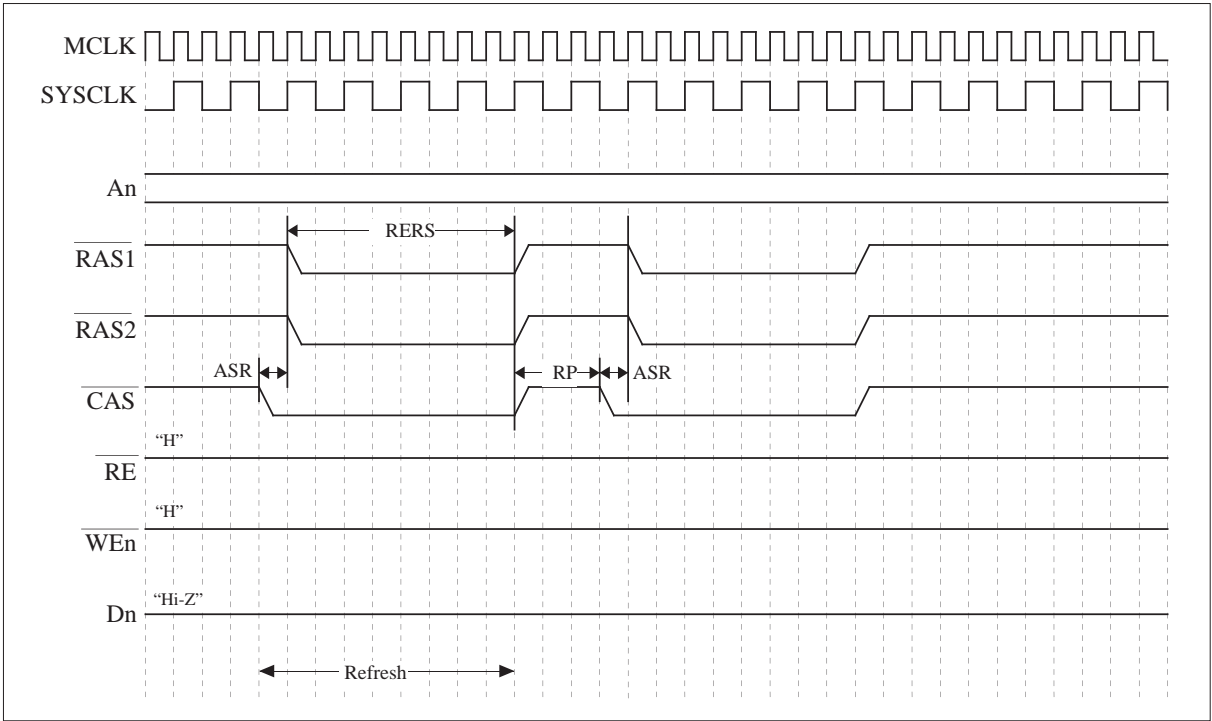 MCLK
SYSCLK
An
RERS
RAS1
RAS2
ASR
RP
ASR
CAS
“H”
RE
“H”
WEn
“Hi-Z”
Dn
Refresh